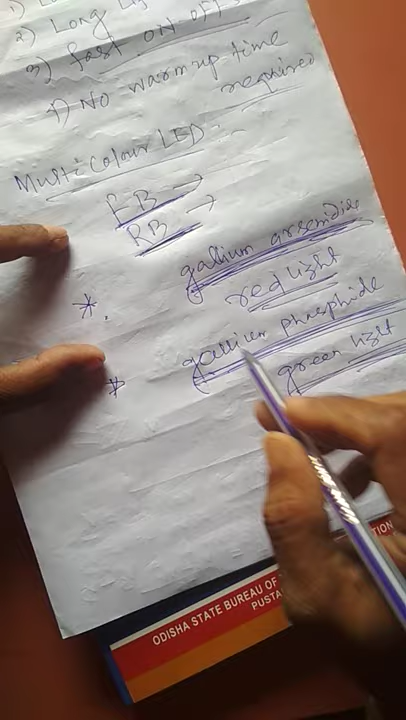 2) Long
3) fast ON OFF
4) No warm up time
required
Multi Colour LED :-
FB →
RB →
* gallium arsenide
red light
* gallium phosphide
green light
ODISHA STATE BUREAU OF
PUSTA